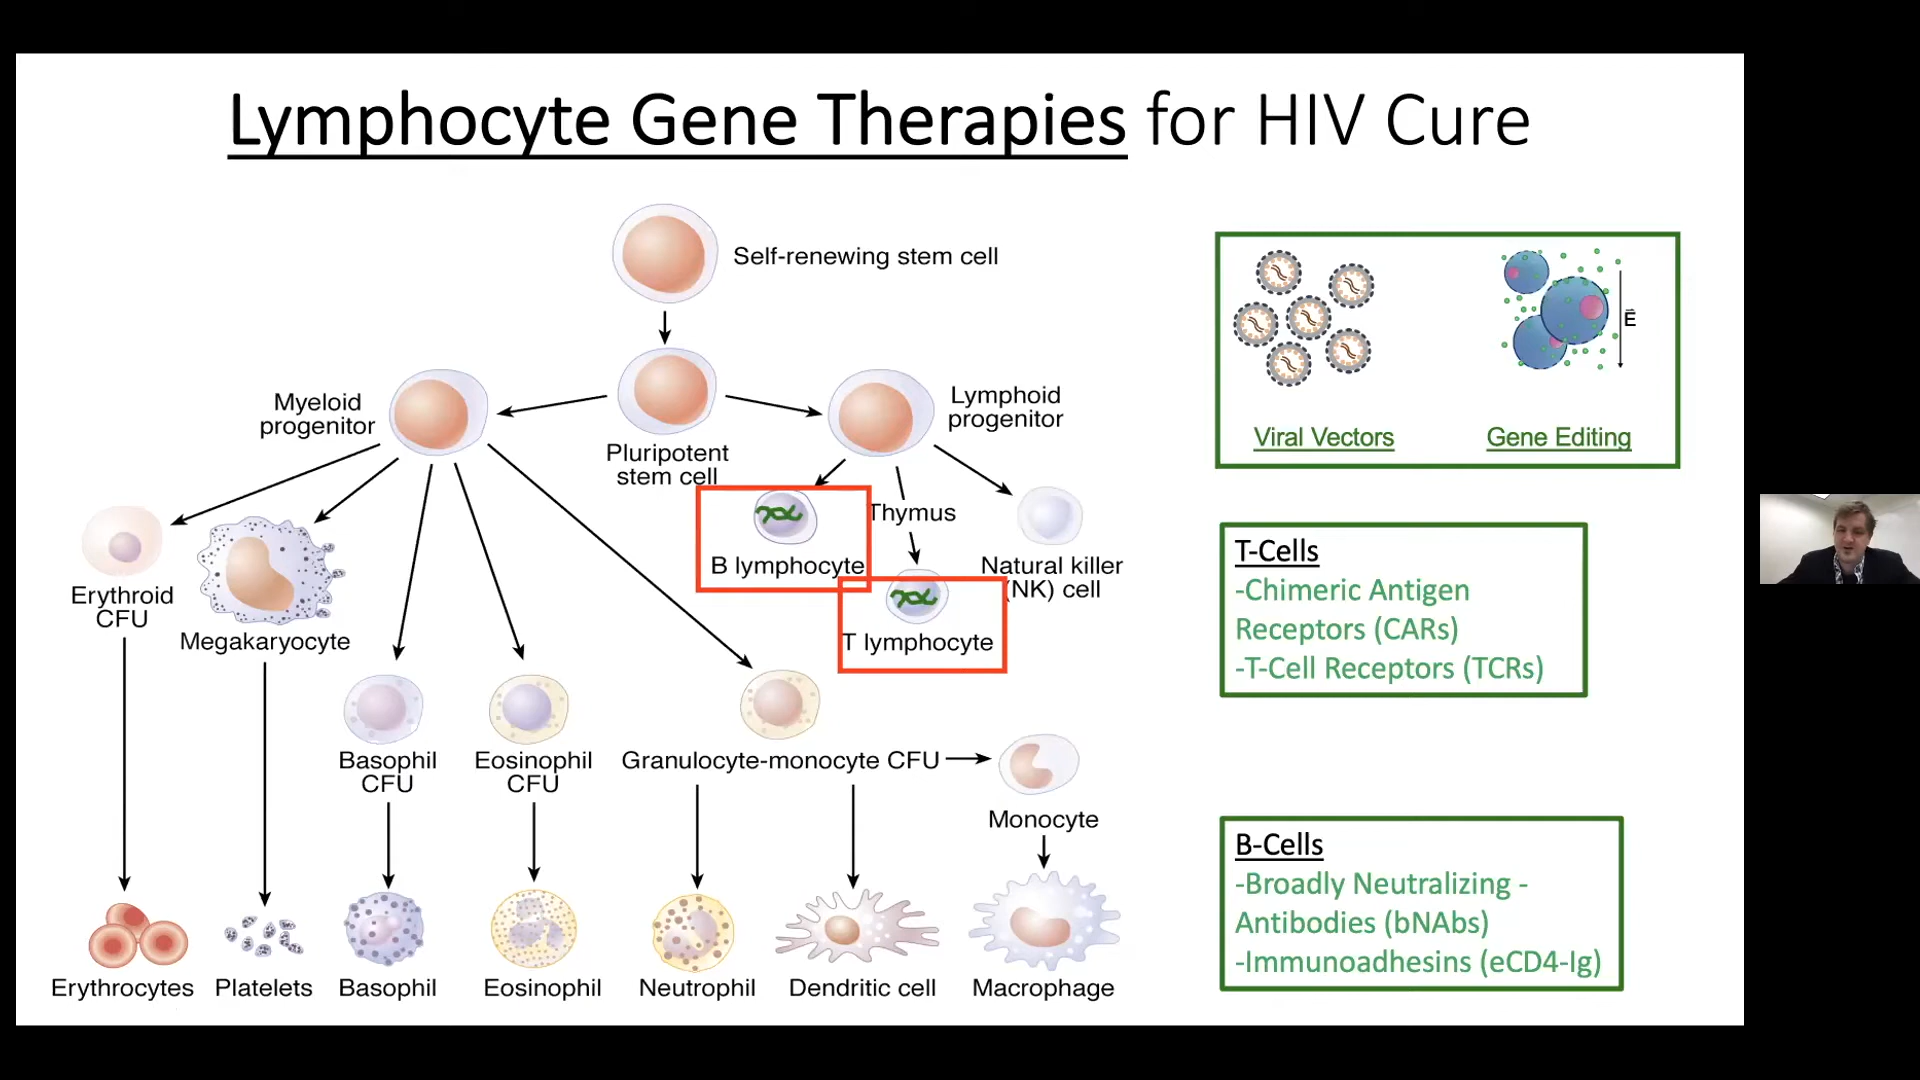 Lymphocyte Gene Therapies for HIV Cure
Self-renewing stem cell
Myeloid
progenitor
Pluripotent
stem cell
Lymphoid
progenitor
B lymphocyte
Thymus
T lymphocyte
Natural killer
(NK) cell
Erythroid
CFU
Megakaryocyte
Basophil
CFU
Eosinophil
CFU
Granulocyte-monocyte CFU
Monocyte
Erythrocytes
Platelets
Basophil
Eosinophil
Neutrophil
Dendritic cell
Macrophage
E
Viral Vectors
Gene Editing
T-Cells
-Chimeric Antigen
Receptors (CARs)
-T-Cell Receptors (TCRs)
B-Cells
-Broadly Neutralizing -
Antibodies (bNAbs)
-Immunoadhesins (eCD4-Ig)